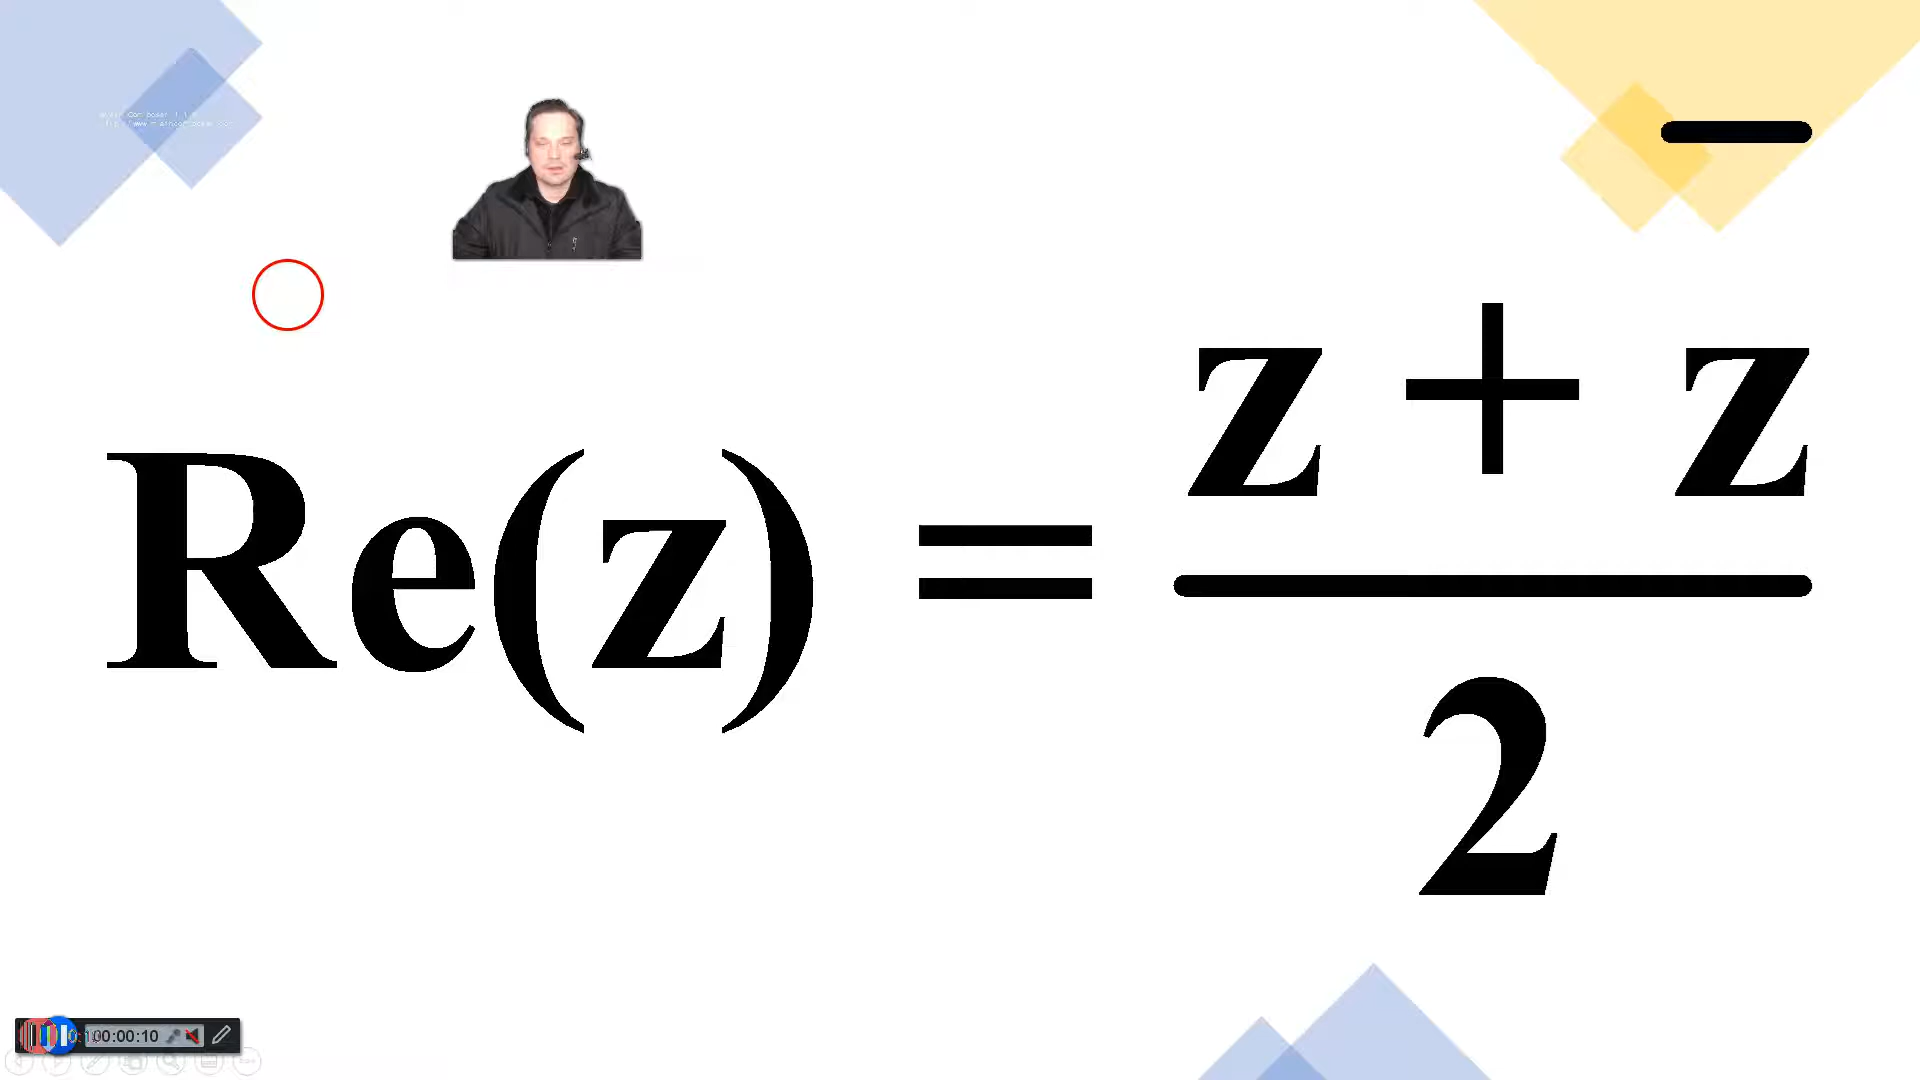 Re(z) = (z + z̅) / 2
00:00:10